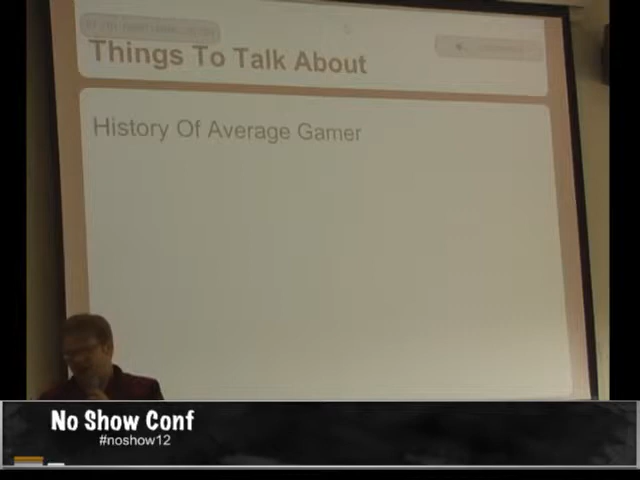 Things To Talk About
History Of Average Gamer
No Show Conf
#noshow12